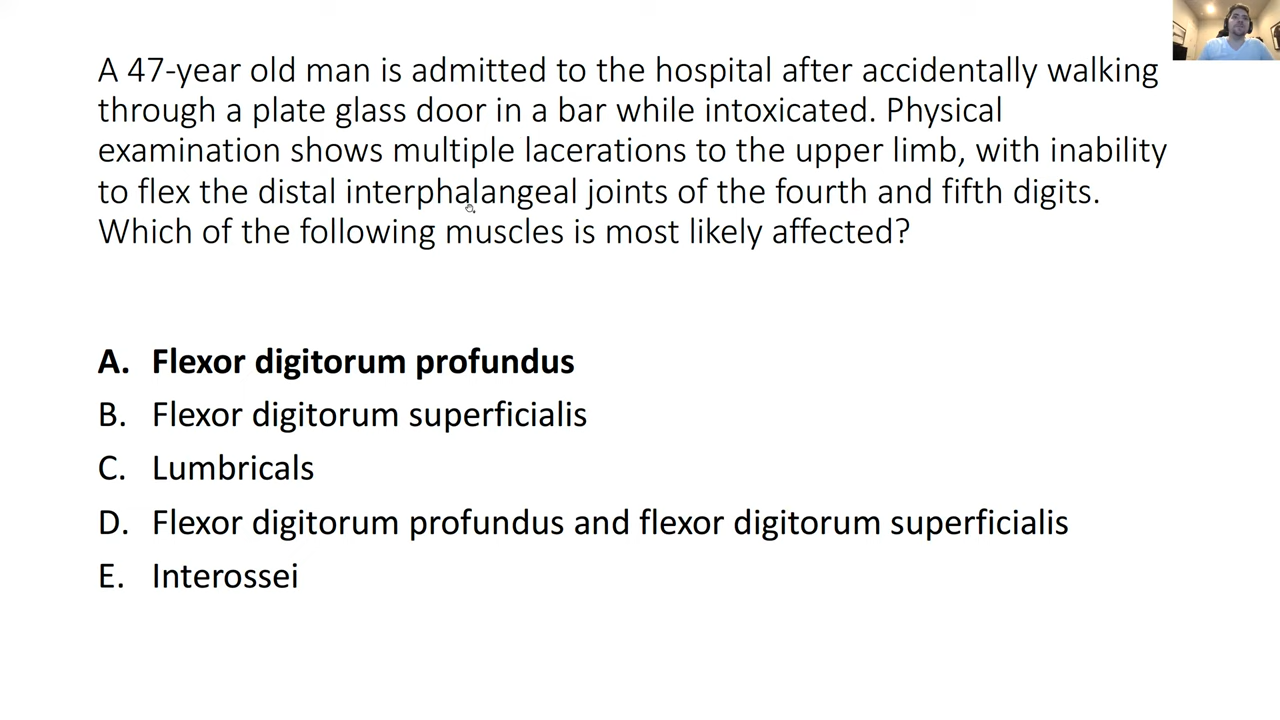 A 47-year old man is admitted to the hospital after accidentally walking
through a plate glass door in a bar while intoxicated. Physical
examination shows multiple lacerations to the upper limb, with inability
to flex the distal interphalangeal joints of the fourth and fifth digits.
Which of the following muscles is most likely affected?
A. Flexor digitorum profundus
B. Flexor digitorum superficialis
C. Lumbricals
D. Flexor digitorum profundus and flexor digitorum superficialis
E. Interossei